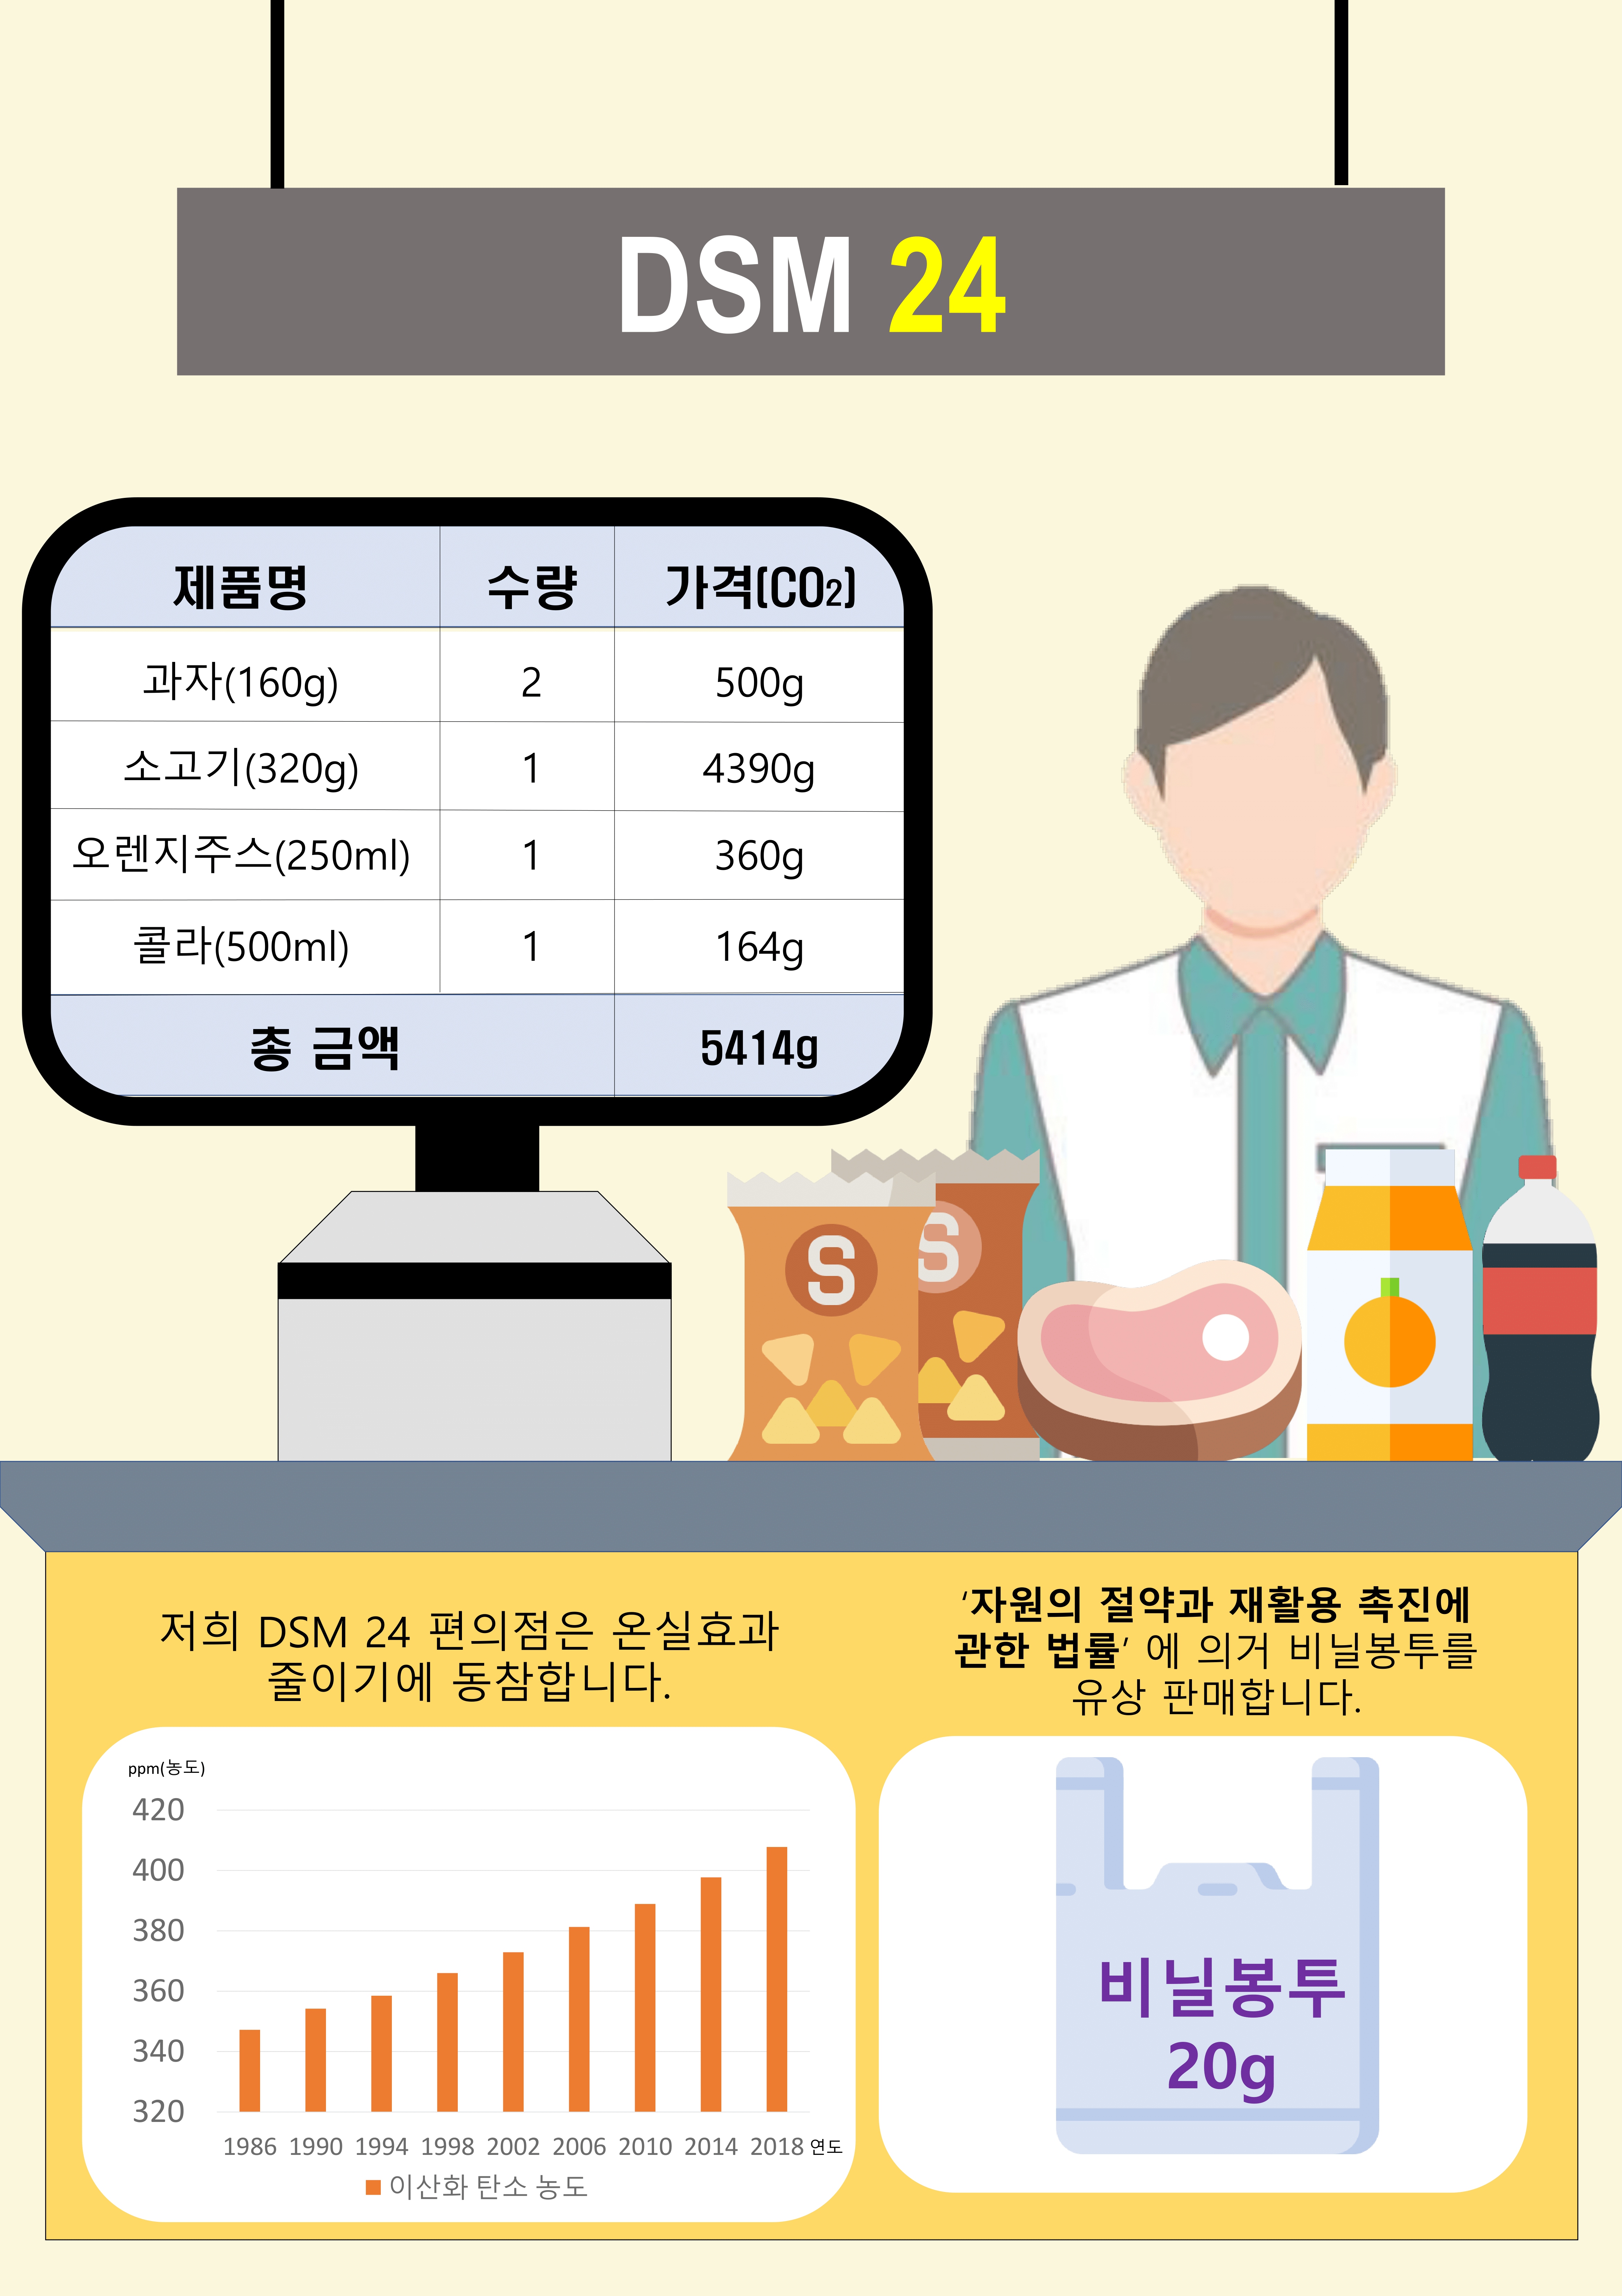 DSM 24
제품명 수량 가격(CO₂)
과자(160g) 2 500g
소고기(320g) 1 4390g
오렌지주스(250ml) 1 360g
콜라(500ml) 1 164g
총 금액 5414g
S
S
저희 DSM 24 편의점은 온실효과
줄이기에 동참합니다.
ppm(농도)
420
400
380
360
340
320
1986 1990 1994 1998 2002 2006 2010 2014 2018 연도
이산화 탄소 농도
‘자원의 절약과 재활용 촉진에
관한 법률‘ 에 의거 비닐봉투를
유상 판매합니다.
비닐봉투
20g